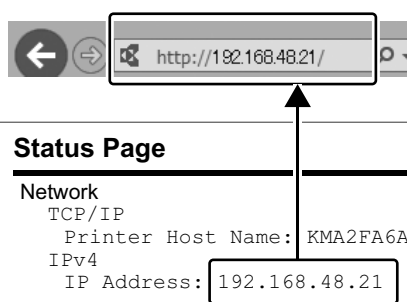 http://192.168.48.21/
Status Page
Network
TCP/IP
Printer Host Name: KMA2FA6A
IPv4
IP Address: 192.168.48.21